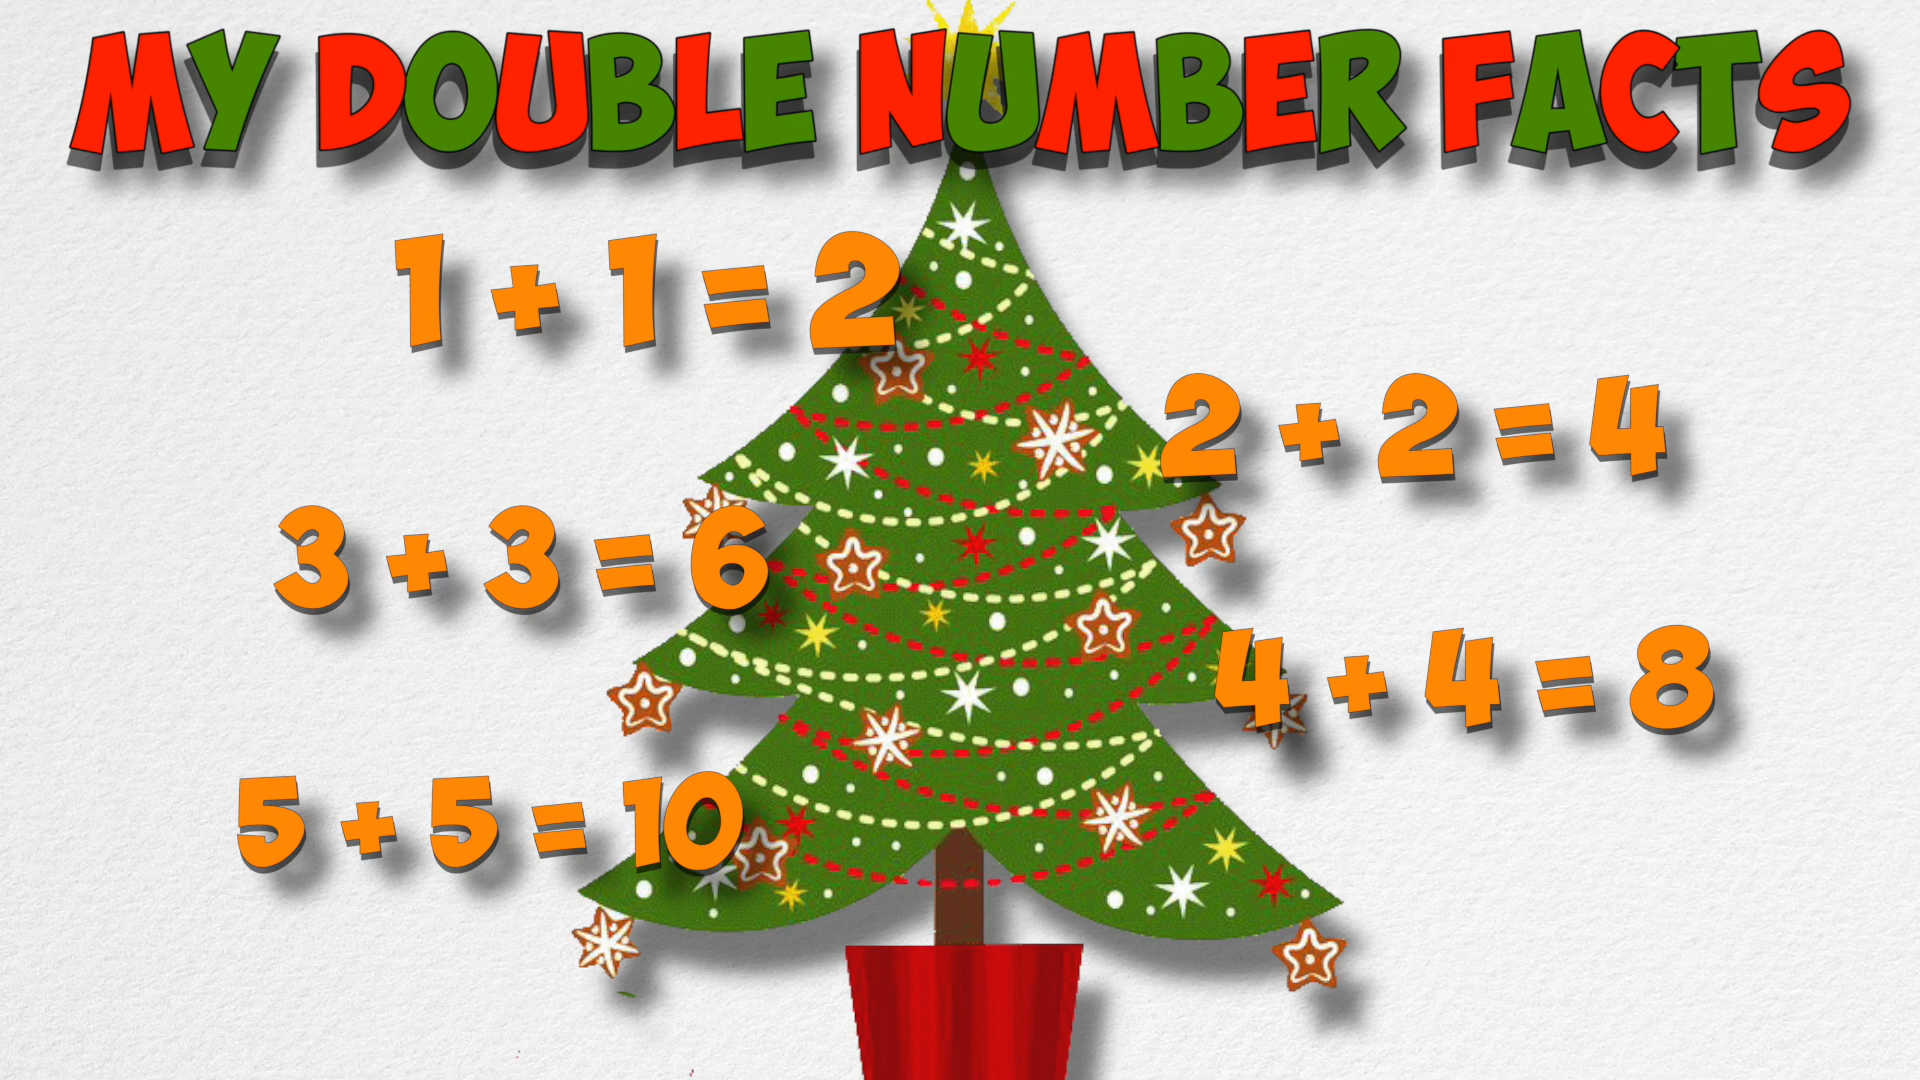 MY DOUBLE NUMBER FACTS
1 + 1 = 2
2 + 2 = 4
3 + 3 = 6
4 + 4 = 8
5 + 5 = 10